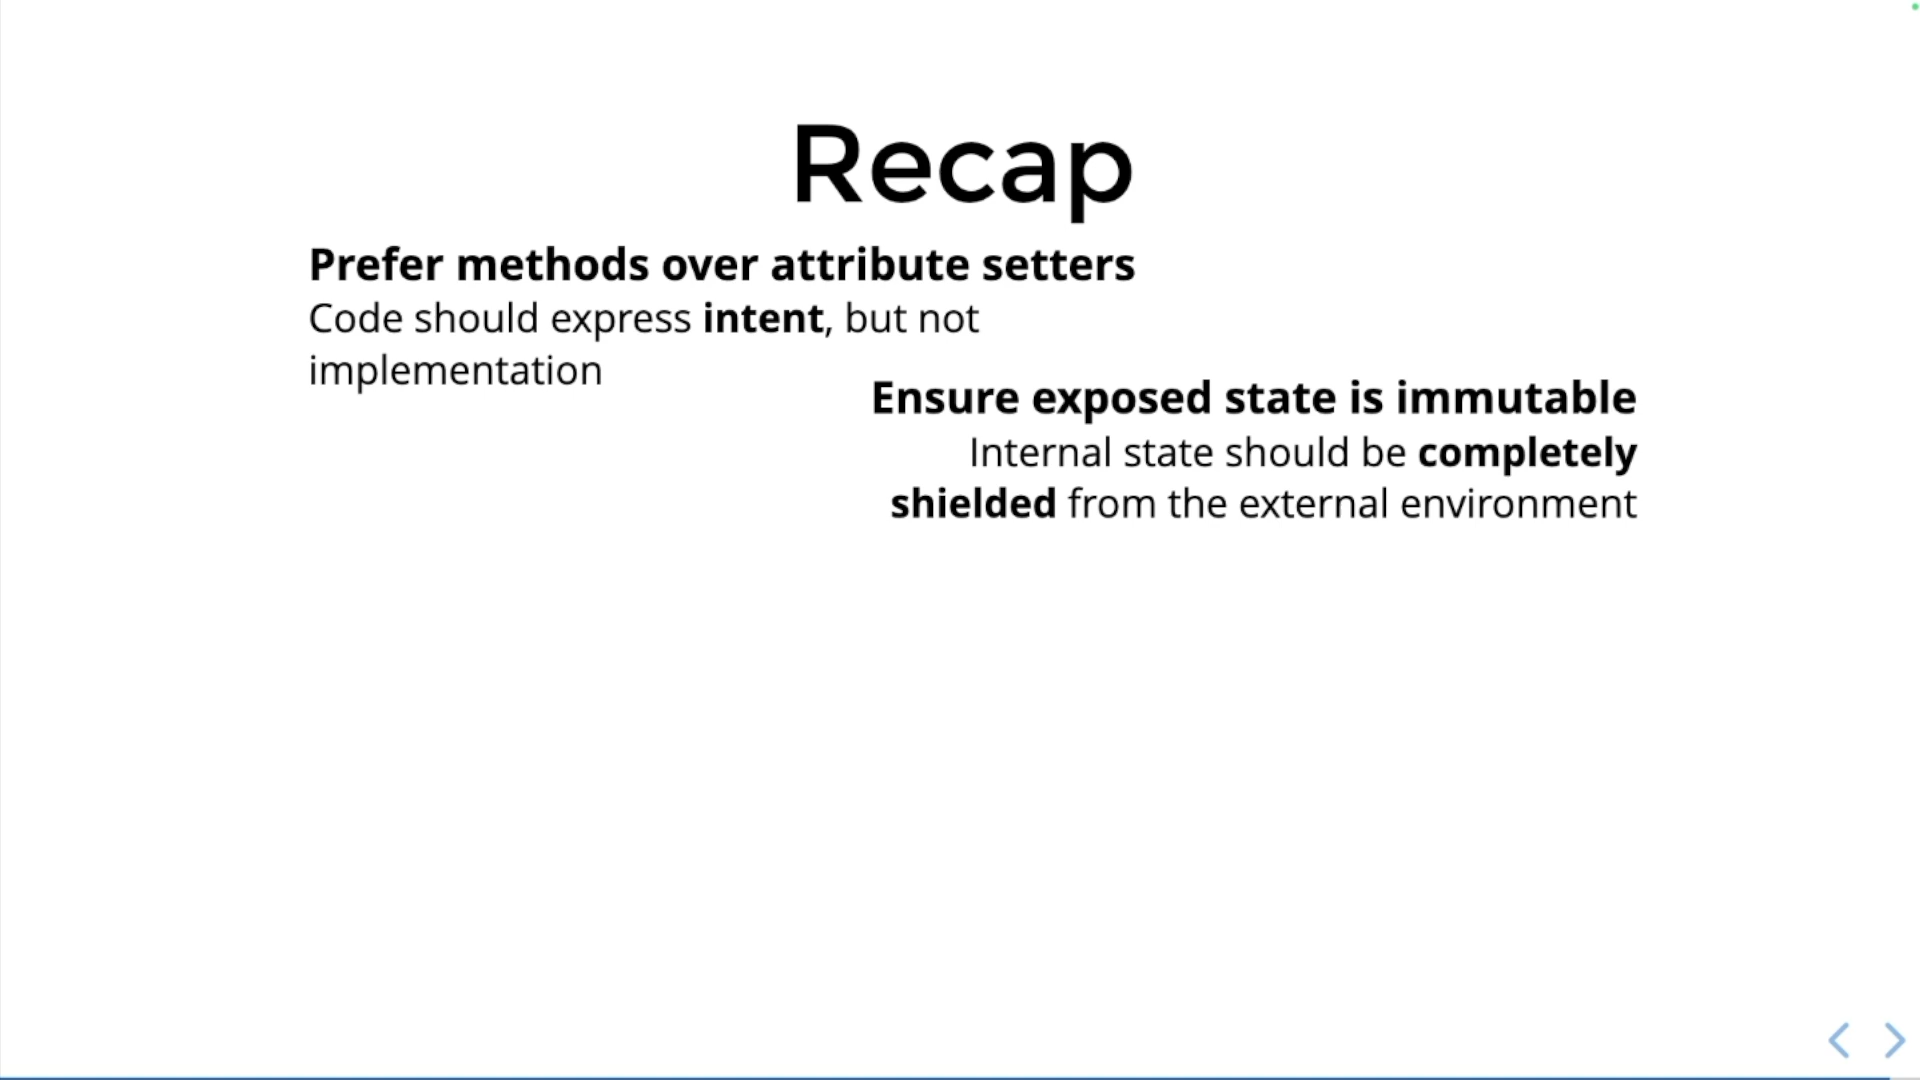 Recap
Prefer methods over attribute setters
Code should express intent, but not
implementation
Ensure exposed state is immutable
Internal state should be completely
shielded from the external environment